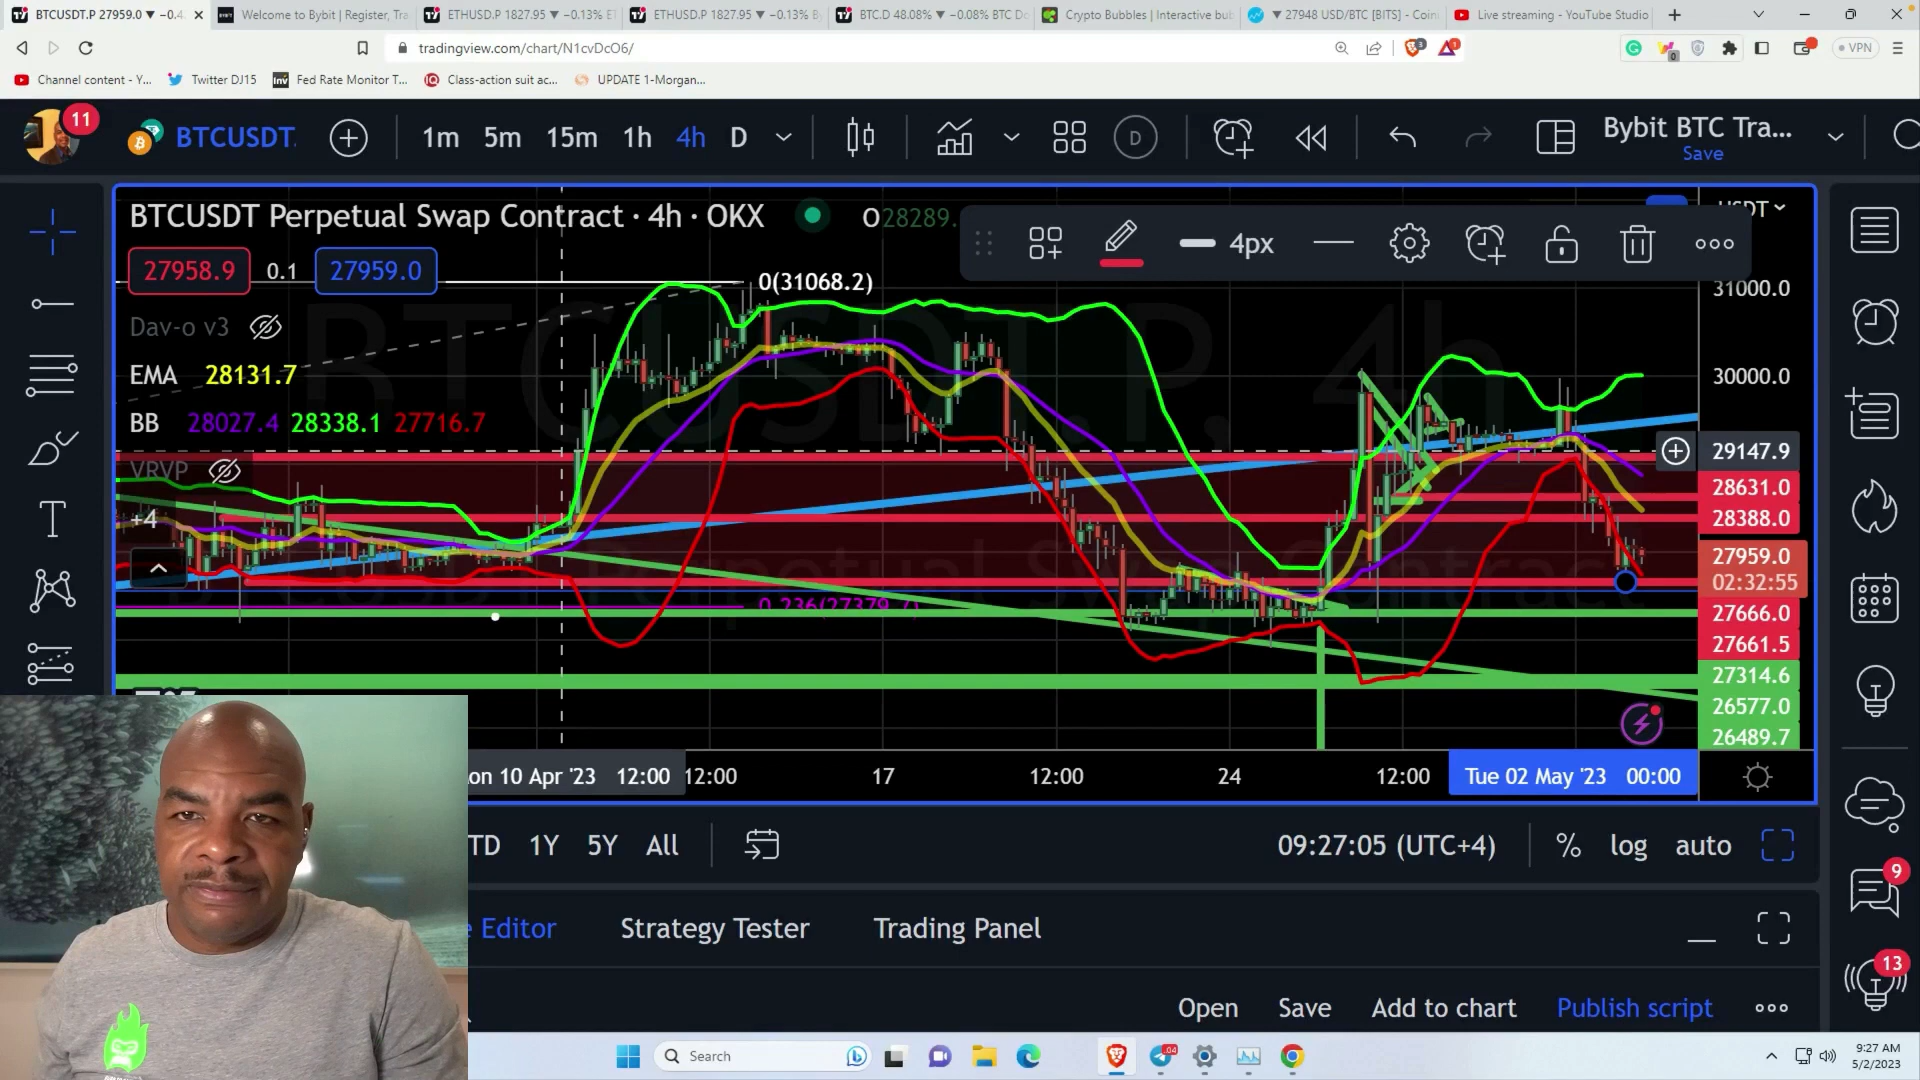 BTCUSDT.P 27959.0 ▼ −0.4
Welcome to Bybit | Register, Tra
ETHUSD.P 1827.95 ▼ −0.13%
ETHUSD.P 1827.95 ▼ −0.13%
BTC.D 48.08% ▼ −0.08% BTC
Crypto Bubbles | Interactive bub
▼ 27948 USD/BTC [BITS] - Coin
Live streaming - YouTube Studio
tradingview.com/chart/N1cvDcO6/
VPN
Channel content - Y...
Twitter DJ15
Fed Rate Monitor T...
Class-action suit ac...
UPDATE 1-Morgan...
11
BTCUSDT.
1m 5m 15m 1h 4h D
Bybit BTC Tra...
Save
BTCUSDT Perpetual Swap Contract · 4h · OKX
O28289.
4px
27958.9 0.1 27959.0
0(31068.2)
31000.0
Dav-o v3
EMA 28131.7
30000.0
BB 28027.4 28338.1 27716.7
29147.9
VRVP
28631.0
+4
28388.0
27959.0
02:32:55
0.236(27379.7)
27666.0
27661.5
27314.6
26577.0
26489.7
on 10 Apr '23 12:00
12:00
17
12:00
24
12:00
Tue 02 May '23 00:00
TD 1Y 5Y All
09:27:05 (UTC+4)
% log auto
e Editor
Strategy Tester
Trading Panel
9
13
Open
Save
Add to chart
Publish script
Search
9:27 AM
5/2/2023